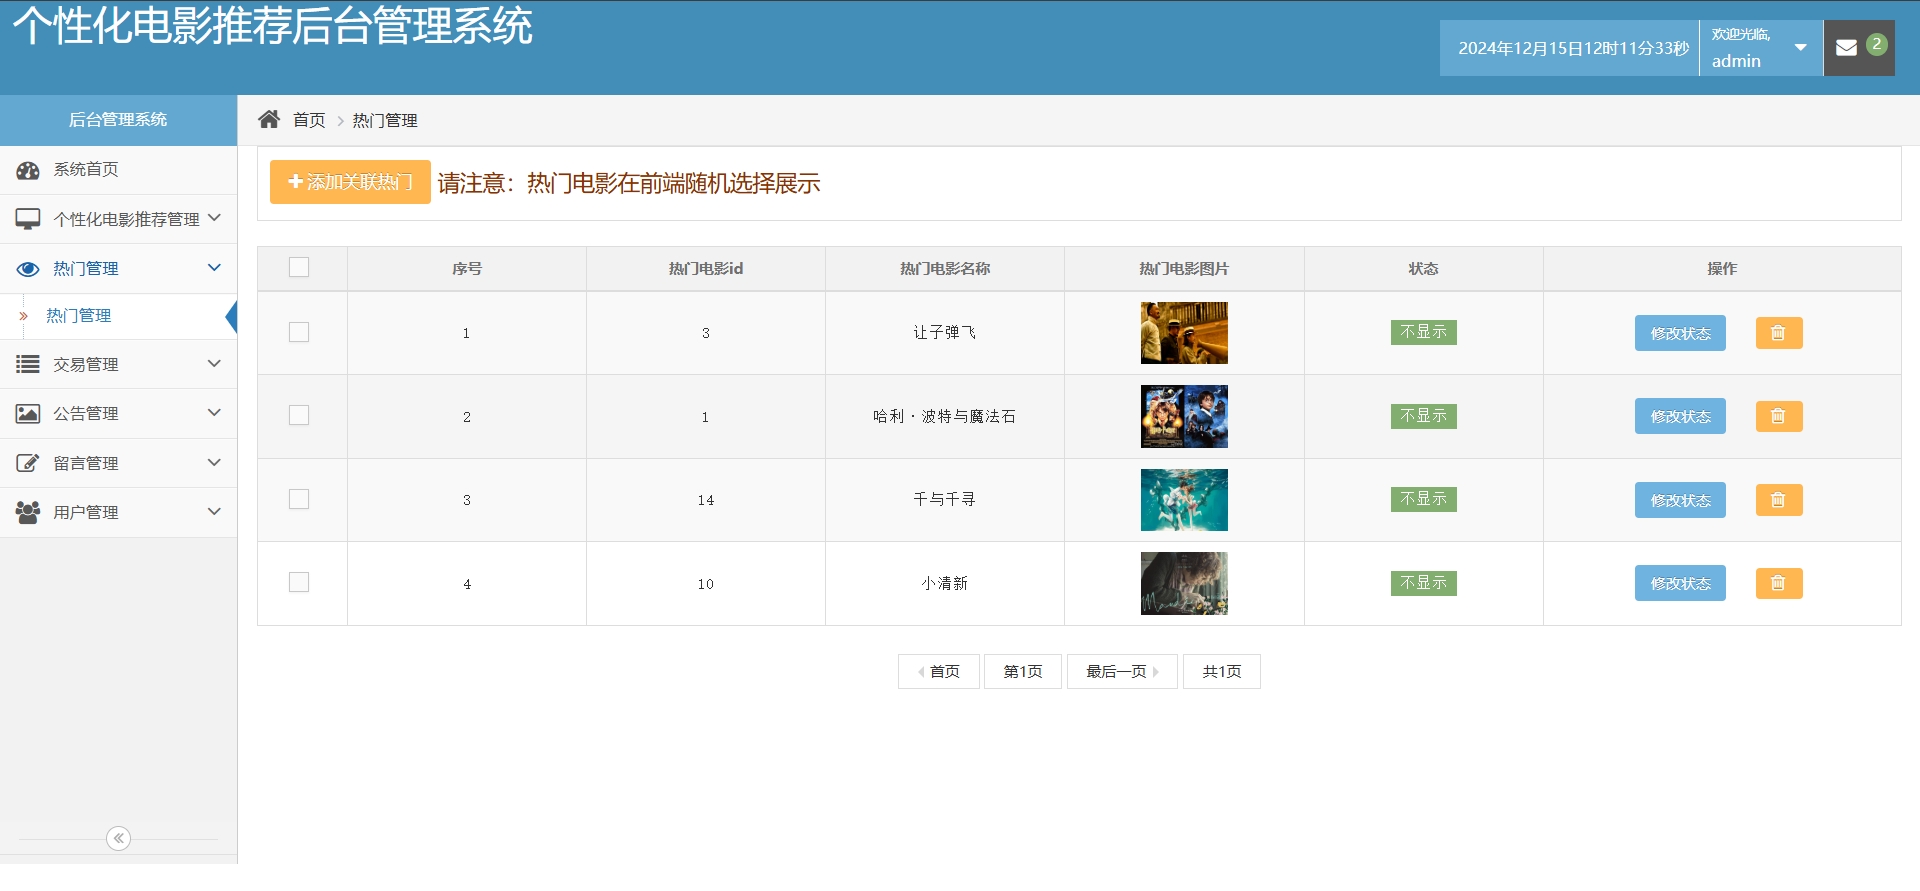 个性化电影推荐后台管理系统
2024年12月15日12时11分33秒
欢迎光临,
admin
2
后台管理系统
首页
热门管理
系统首页
个性化电影推荐管理
热门管理
热门管理
交易管理
公告管理
留言管理
用户管理
添加关联热门 请注意：热门电影在前端随机选择展示
序号 热门电影id 热门电影名称 热门电影图片 状态 操作
1 3 让子弹飞 不显示 修改状态
2 1 哈利·波特与魔法石 不显示 修改状态
3 14 千与千寻 不显示 修改状态
4 10 小清新 不显示 修改状态
首页 第1页 最后一页 共1页